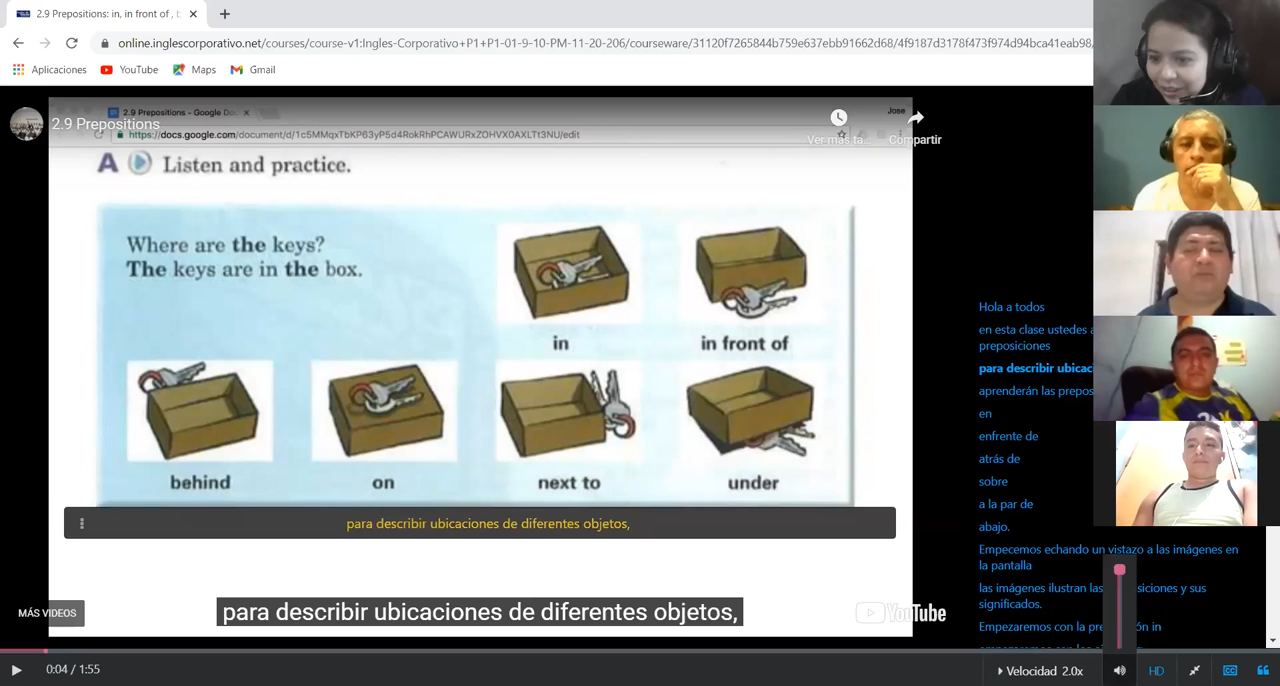 2.9 Prepositions: in, in front of , b
online.inglescorporativo.net/courses/course-v1:Ingles-Corporativo+P1+P1-01-9-10-PM-11-20-206/courseware/31120f7265844b759e637ebb91662d68/4f9187d3178f473f974d94bca41eab98/
Aplicaciones YouTube Maps Gmail
2.9 Prepositions - Google Do
Jose
2.9 Prepositions
https://docs.google.com/document/d/1c5MMqxTbKP63yP5d4RokRhPCAWURxZOHVX0AXLTt3NU/edit
Ver más ta... Compartir
A Listen and practice.
Where are the keys?
The keys are in the box.
in in front of
behind on next to under
para describir ubicaciones de diferentes objetos,
para describir ubicaciones de diferentes objetos,
MÁS VIDEOS
YouTube
Hola a todos
en esta clase ustedes a
preposiciones
para describir ubicac
aprenderán las prepos
en
enfrente de
atrás de
sobre
a la par de
abajo.
Empecemos echando un vistazo a las imágenes en
la pantalla
las imágenes ilustran las siciones y sus
significados.
Empezaremos con la pre ón in
0:04 / 1:55
Velocidad 2.0x
HD